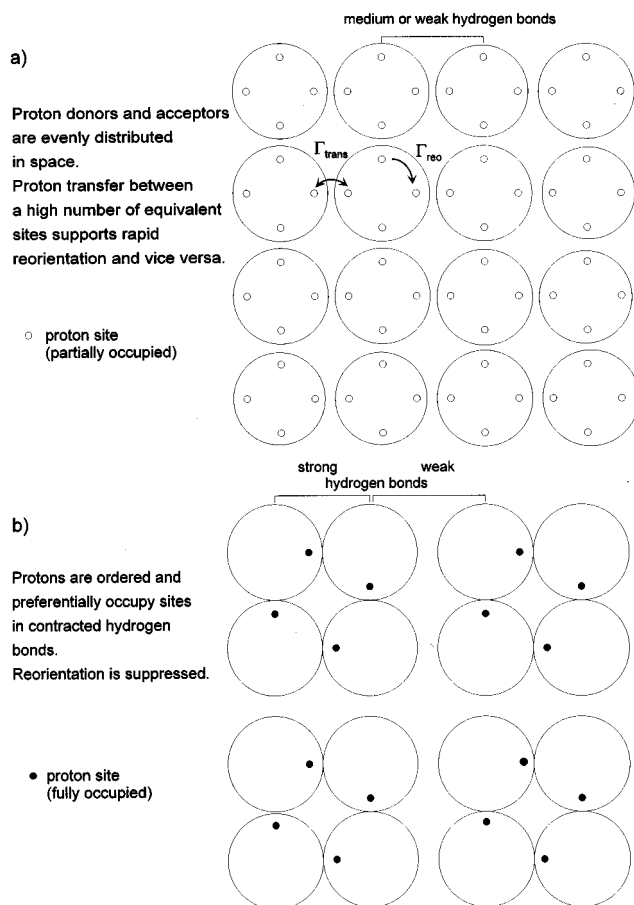 medium or weak hydrogen bonds
a)
Proton donors and acceptors
are evenly distributed
in space.
Proton transfer between
a high number of equivalent
sites supports rapid
reorientation and vice versa.
Γtrans
Γreo
proton site
(partially occupied)
strong weak
hydrogen bonds
b)
Protons are ordered and
preferentially occupy sites
in contracted hydrogen
bonds.
Reorientation is suppressed.
proton site
(fully occupied)